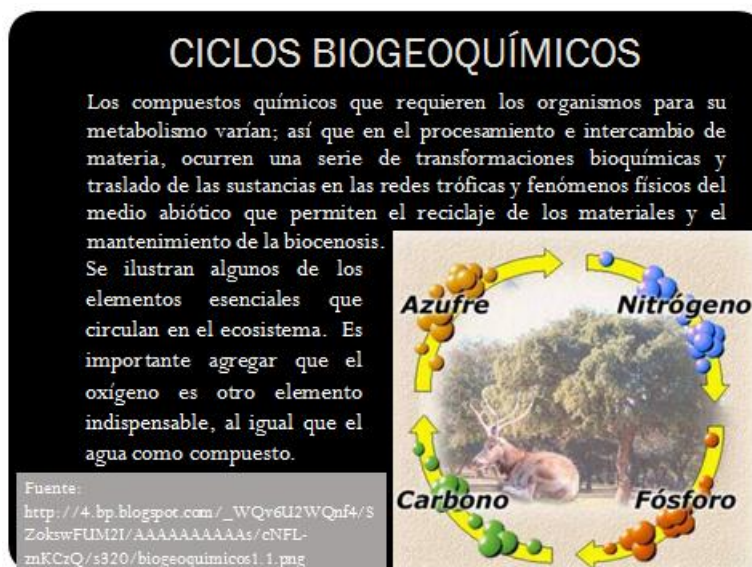 CICLOS BIOGEOQUÍMICOS
Los compuestos químicos que requieren los organismos para su
metabolismo varían; así que en el procesamiento e intercambio de
materia, ocurren una serie de transformaciones bioquímicas y
traslado de las sustancias en las redes tróficas y fenómenos físicos del
medio abiótico que permiten el reciclaje de los materiales y el
mantenimiento de la biocenosis.
Se ilustran algunos de los
elementos esenciales que
circulan en el ecosistema. Es
importante agregar que el
oxígeno es otro elemento
indispensable, al igual que el
agua como compuesto.
Azufre
Nitrógeno
Carbono
Fósforo
Fuente:
http://4.bp.blogspot.com/_WQv6U2WQnf4/S
ZokswFUM2I/AAAAAAAAAAs/cNFL-
znKCzQ/s320/biogeoquimicos1.1.png